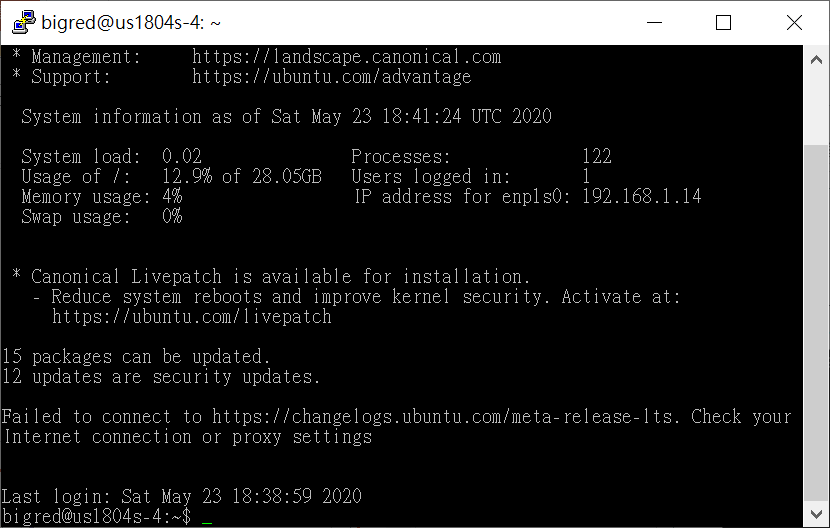 bigred@us1804s-4: ~
* Management: https://landscape.canonical.com
* Support: https://ubuntu.com/advantage
System information as of Sat May 23 18:41:24 UTC 2020
System load: 0.02 Processes: 122
Usage of /: 12.9% of 28.05GB Users logged in: 1
Memory usage: 4% IP address for enp1s0: 192.168.1.14
Swap usage: 0%
* Canonical Livepatch is available for installation.
- Reduce system reboots and improve kernel security. Activate at:
https://ubuntu.com/livepatch
15 packages can be updated.
12 updates are security updates.
Failed to connect to https://changelogs.ubuntu.com/meta-release-lts. Check your
Internet connection or proxy settings
Last login: Sat May 23 18:38:59 2020
bigred@us1804s-4:~$ _